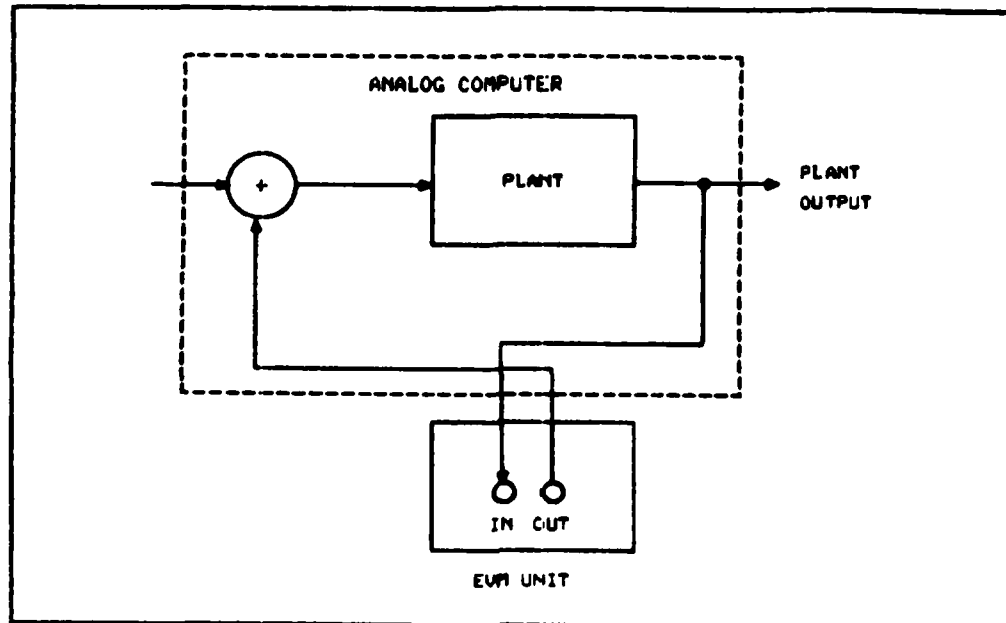 ANALOG COMPUTER
+
PLANT
PLANT
OUTPUT
IN OUT
EVM UNIT